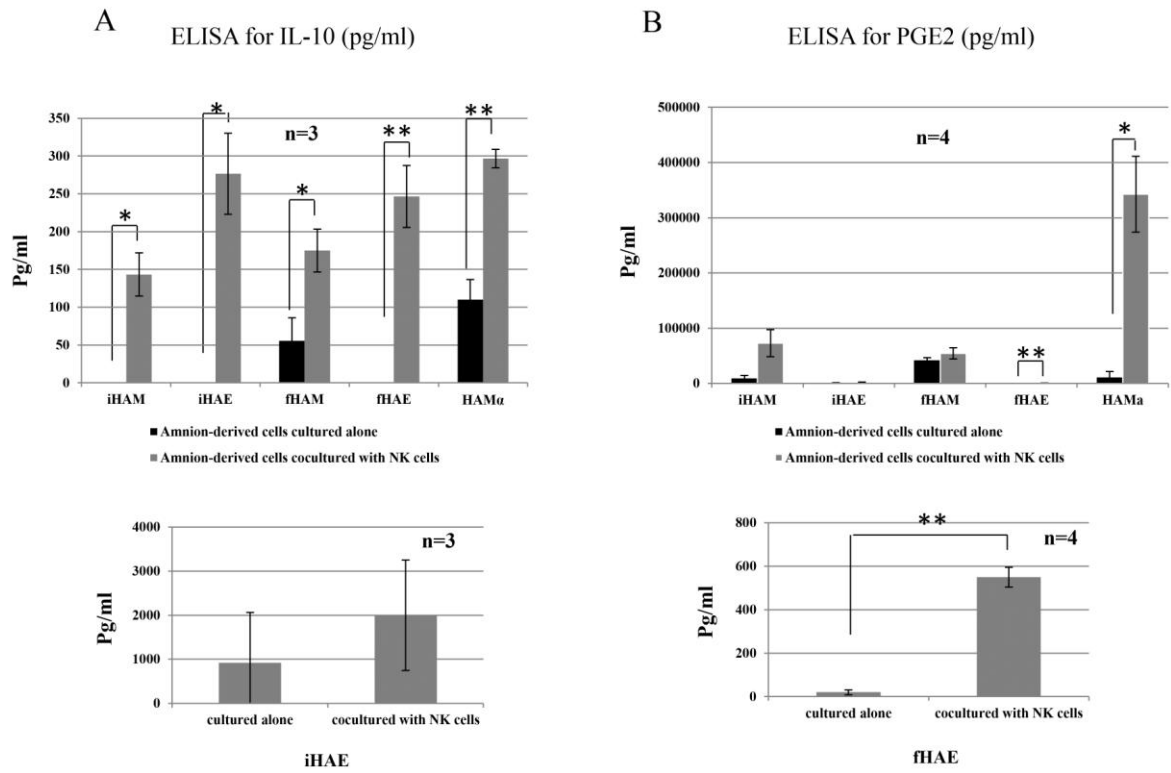 A
ELISA for IL-10 (pg/ml)
350
300
250
200
150
100
50
0
Pg/ml
n=3
*
*
*
**
**
iHAM iHAE fHAM fHAE HAMα
Amnion-derived cells cultured alone
Amnion-derived cells cocultured with NK cells
B
ELISA for PGE2 (pg/ml)
500000
400000
300000
200000
100000
0
Pg/ml
n=4
**
*
iHAM iHAE fHAM fHAE HAMa
Amnion-derived cells cultured alone
Amnion-derived cells cocultured with NK cells
4000
3000
2000
1000
0
Pg/ml
n=3
cultured alone cocultured with NK cells
iHAE
800
600
400
200
0
Pg/ml
**
n=4
cultured alone cocultured with NK cells
fHAE